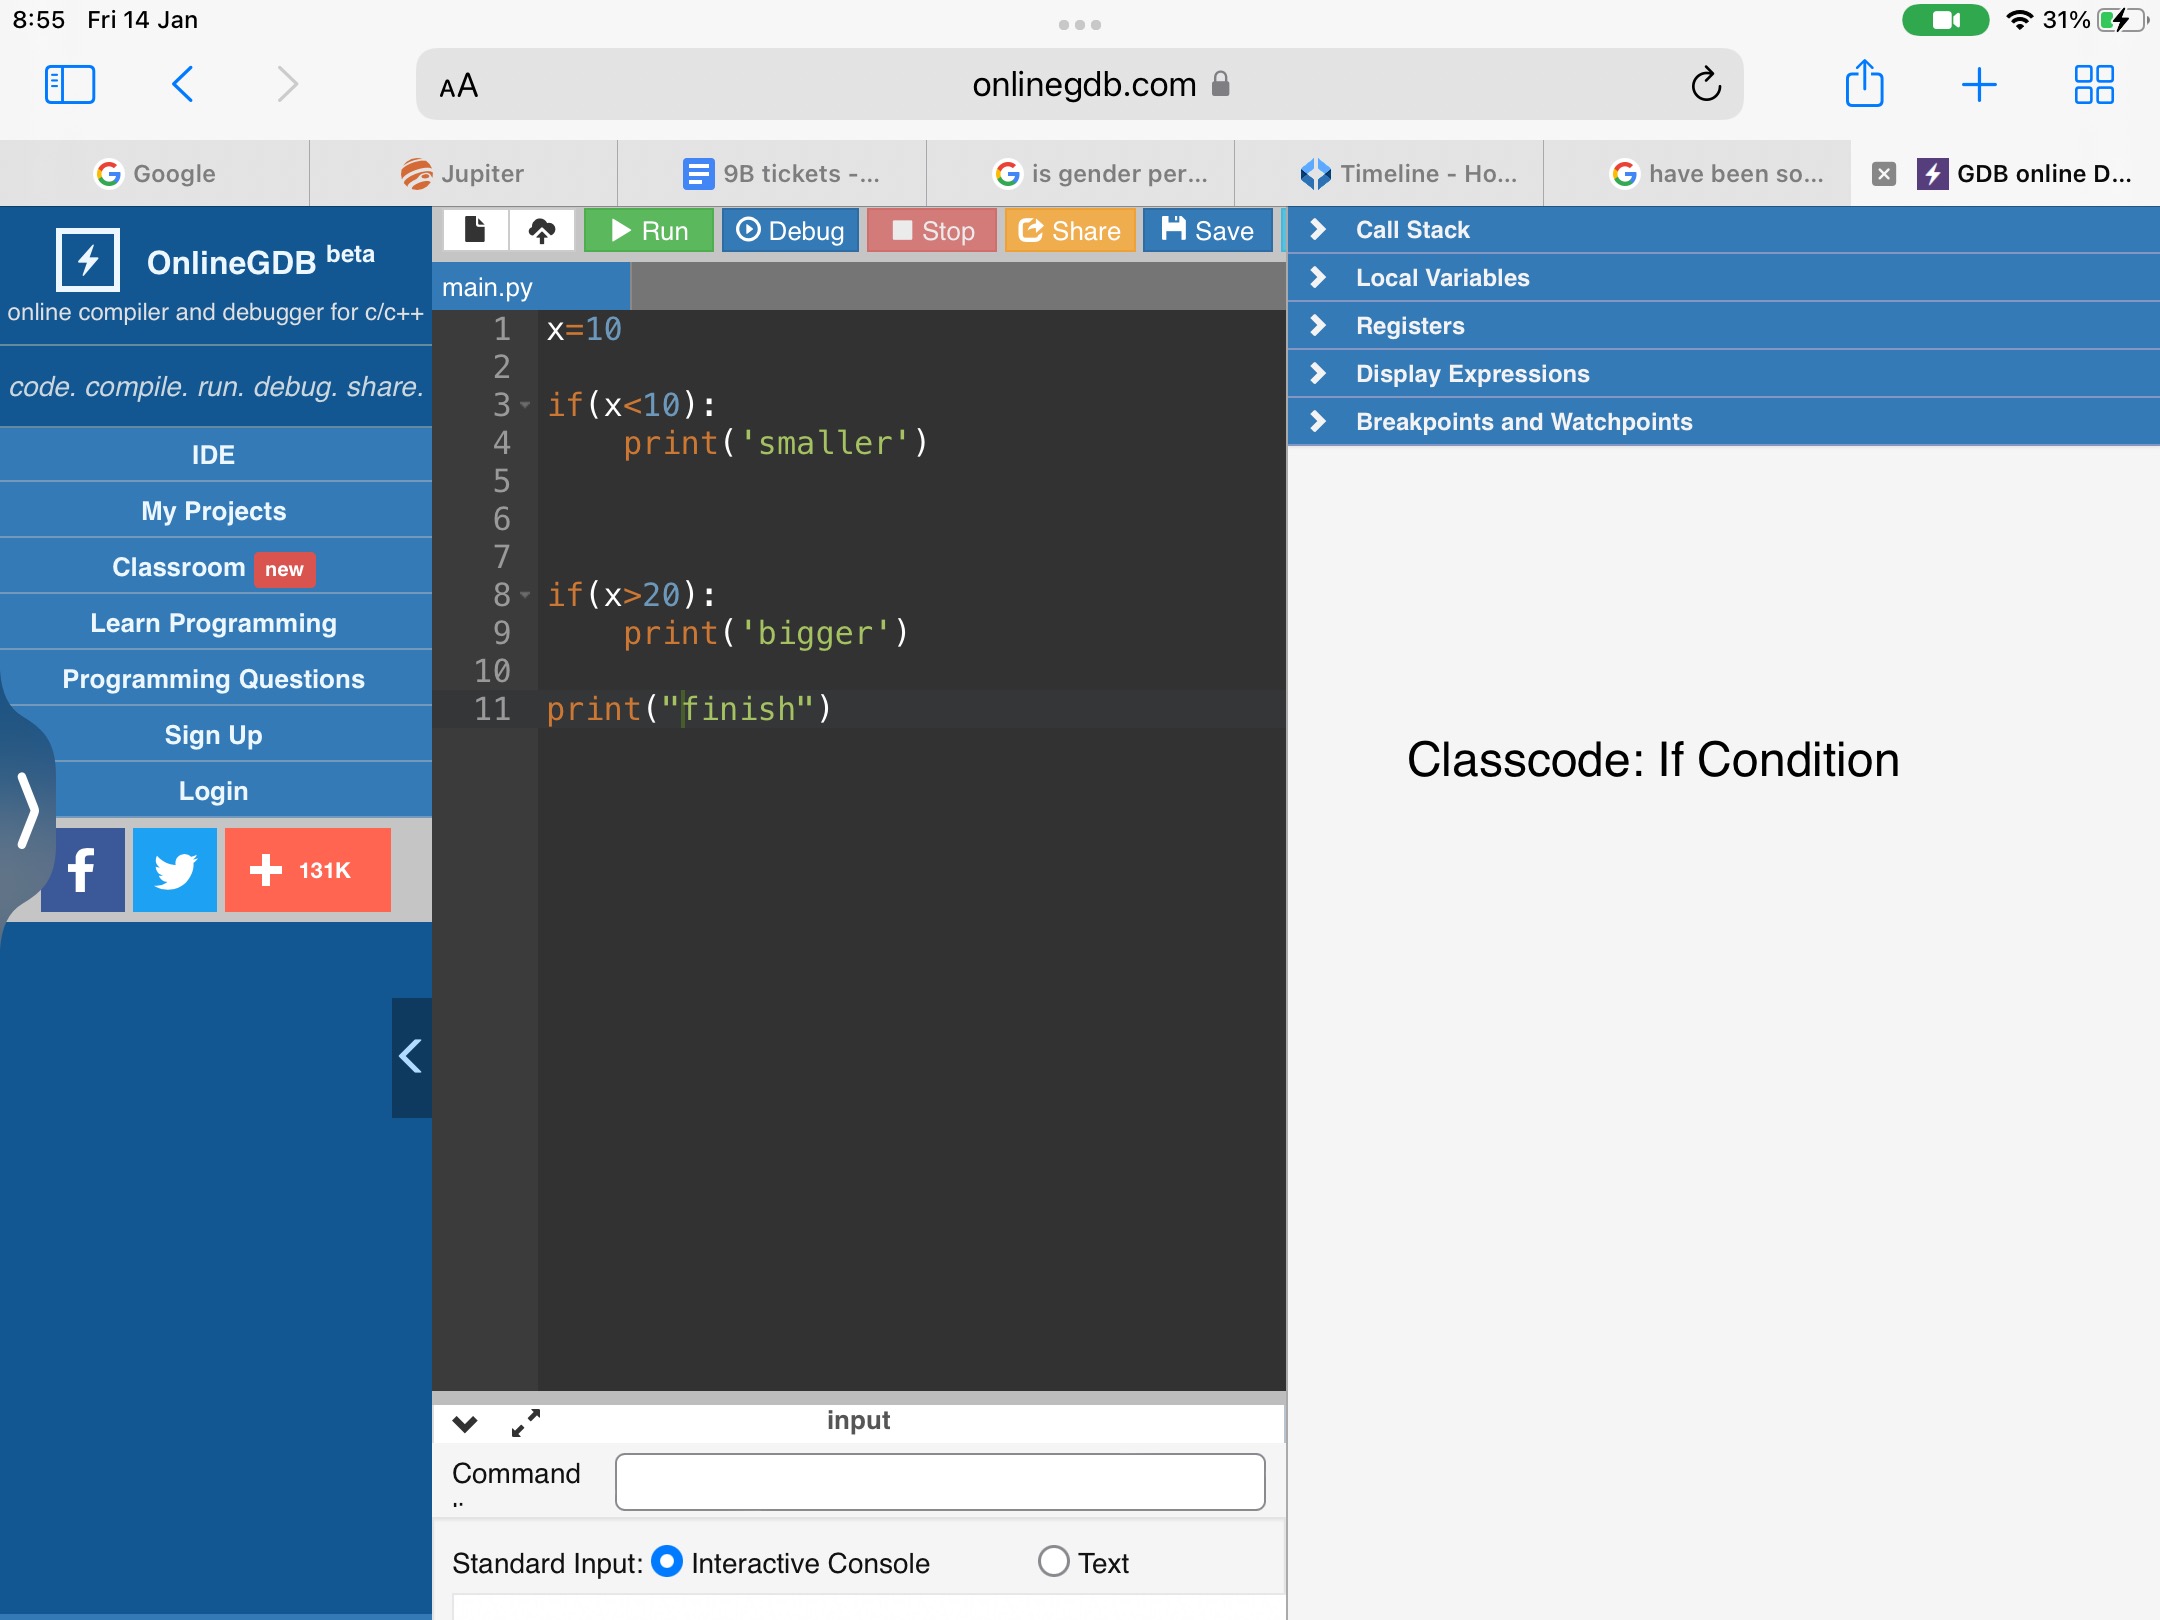 8:55 Fri 14 Jan
31%
AA onlinegdb.com
Google Jupiter 9B tickets -... is gender per... Timeline - Ho... have been so... GDB online D...
OnlineGDB beta
online compiler and debugger for c/c++
code. compile. run. debug. share.
IDE
My Projects
Classroom new
Learn Programming
Programming Questions
Sign Up
Login
131K
Run Debug Stop Share Save
main.py
1 x=10
2
3 if(x<10):
4     print('smaller')
5
6
7
8 if(x>20):
9     print('bigger')
10
11 print("finish")
input
Command
Standard Input: Interactive Console Text
Call Stack
Local Variables
Registers
Display Expressions
Breakpoints and Watchpoints
Classcode: If Condition